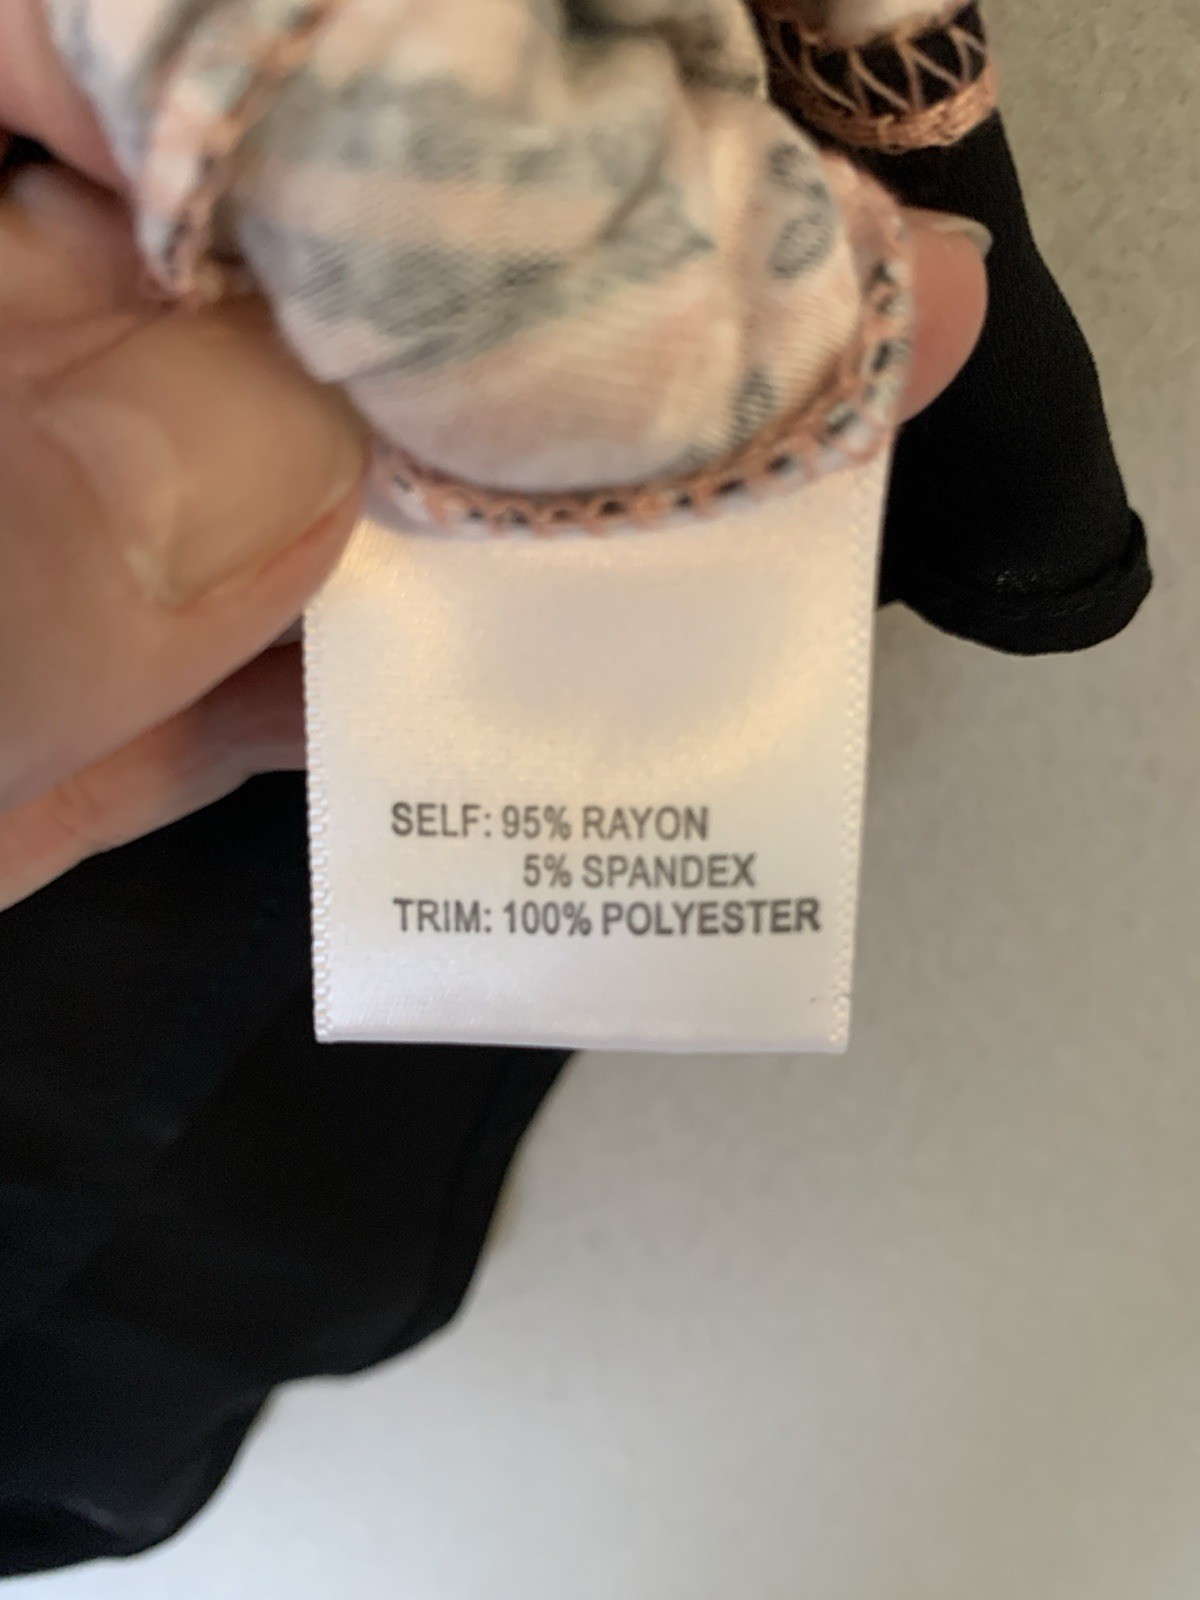 SELF: 95% RAYON
5% SPANDEX
TRIM: 100% POLYESTER